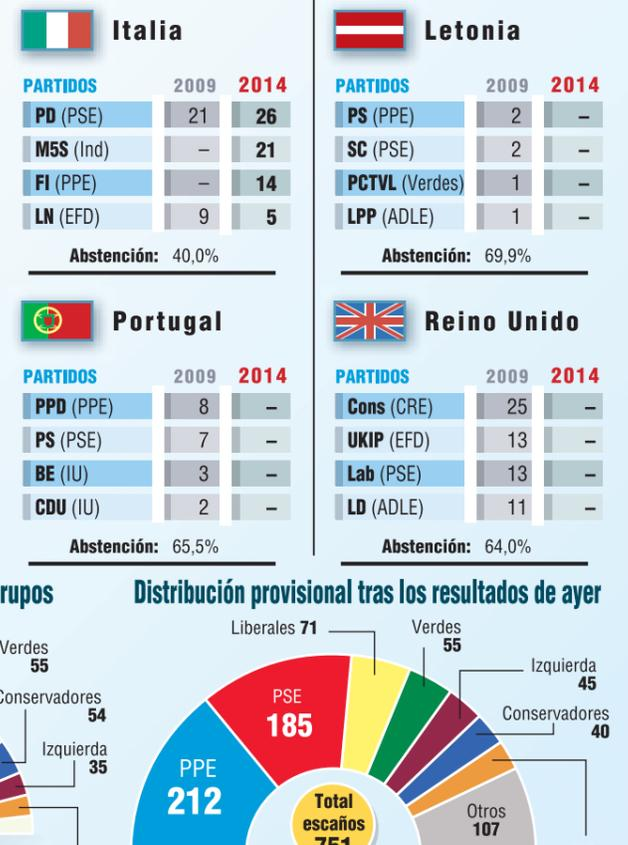 Italia
PARTIDOS 2009 2014
PD (PSE) 21 26
M5S (Ind) – 21
FI (PPE) – 14
LN (EFD) 9 5
Abstención: 40,0%
Letonia
PARTIDOS 2009 2014
PS (PPE) 2 –
SC (PSE) 2 –
PCTVL (Verdes) 1 –
LPP (ADLE) 1 –
Abstención: 69,9%
Portugal
PARTIDOS 2009 2014
PPD (PPE) 8 –
PS (PSE) 7 –
BE (IU) 3 –
CDU (IU) 2 –
Abstención: 65,5%
Reino Unido
PARTIDOS 2009 2014
Cons (CRE) 25 –
UKIP (EFD) 13 –
Lab (PSE) 13 –
LD (ADLE) 11 –
Abstención: 64,0%
rupos
Verdes
55
Conservadores
54
Izquierda
35
Distribución provisional tras los resultados de ayer
Liberales 71
Verdes
55
Izquierda
45
Conservadores
40
PSE
185
PPE
212
Otros
107
Total
escaños
751